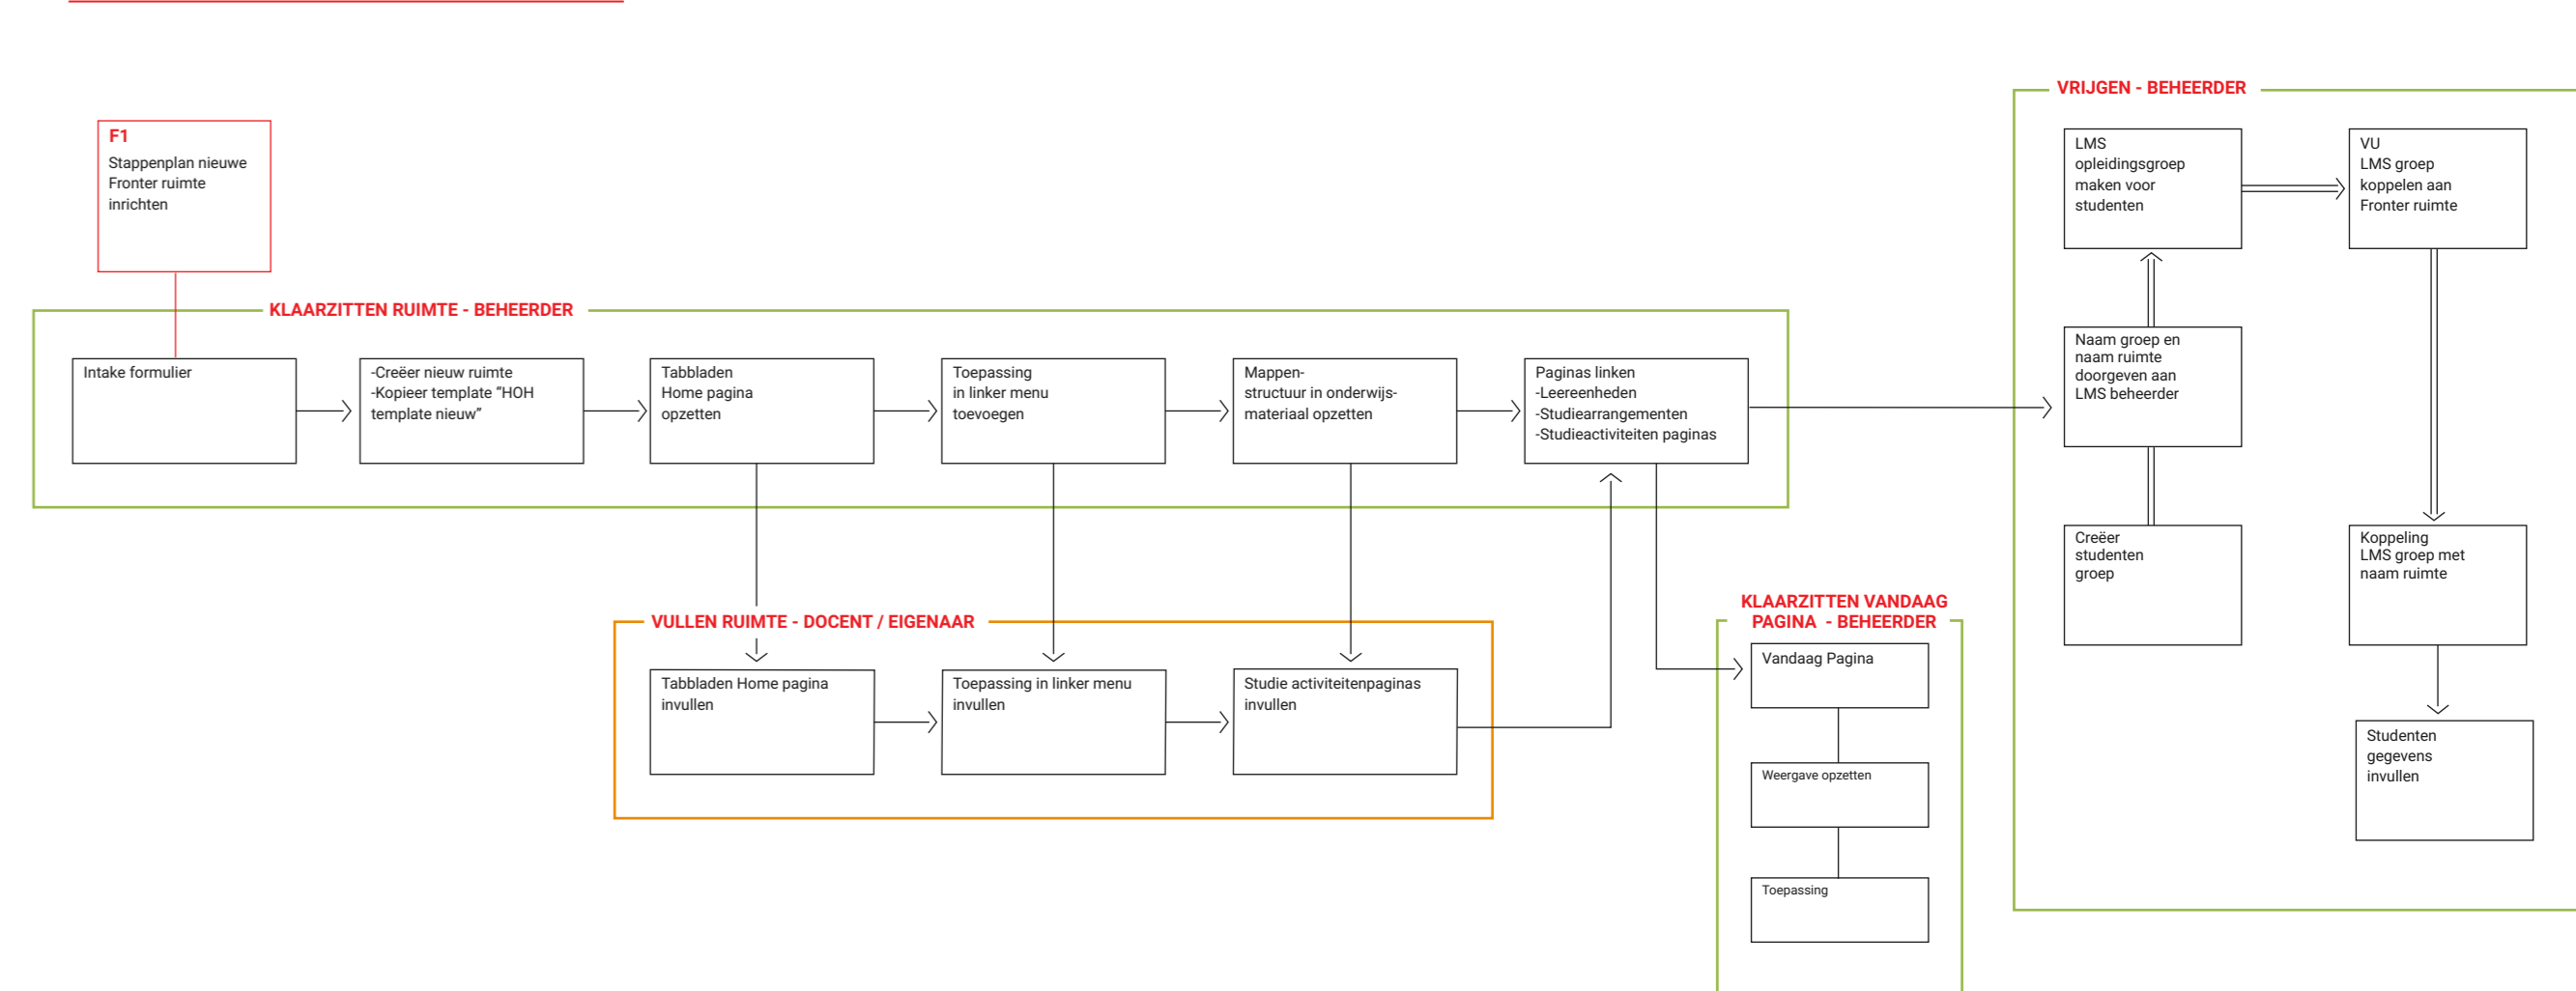 VRIJGEN - BEHEERDER
F1
Stappenplan nieuwe
Fronter ruimte
inrichten
LMS
opleidingsgroep
maken voor
studenten
VU
LMS groep
koppelen aan
Fronter ruimte
KLAARZITTEN RUIMTE - BEHEERDER
Intake formulier
-Creëer nieuw ruimte
-Kopieer template “HOH
template nieuw”
Tabbladen
Home pagina
opzetten
Toepassing
in linker menu
toevoegen
Mappen-
structuur in onderwijs-
materiaal opzetten
Paginas linken
-Leereenheden
-Studiearrangementen
-Studieactiviteiten paginas
Naam groep en
naam ruimte
doorgeven aan
LMS beheerder
Creëer
studenten
groep
Koppeling
LMS groep met
naam ruimte
VULLEN RUIMTE - DOCENT / EIGENAAR
Tabbladen Home pagina
invullen
Toepassing in linker menu
invullen
Studie activiteitenpaginas
invullen
KLAARZITTEN VANDAAG
PAGINA - BEHEERDER
Vandaag Pagina
Weergave opzetten
Toepassing
Studenten
gegevens
invullen